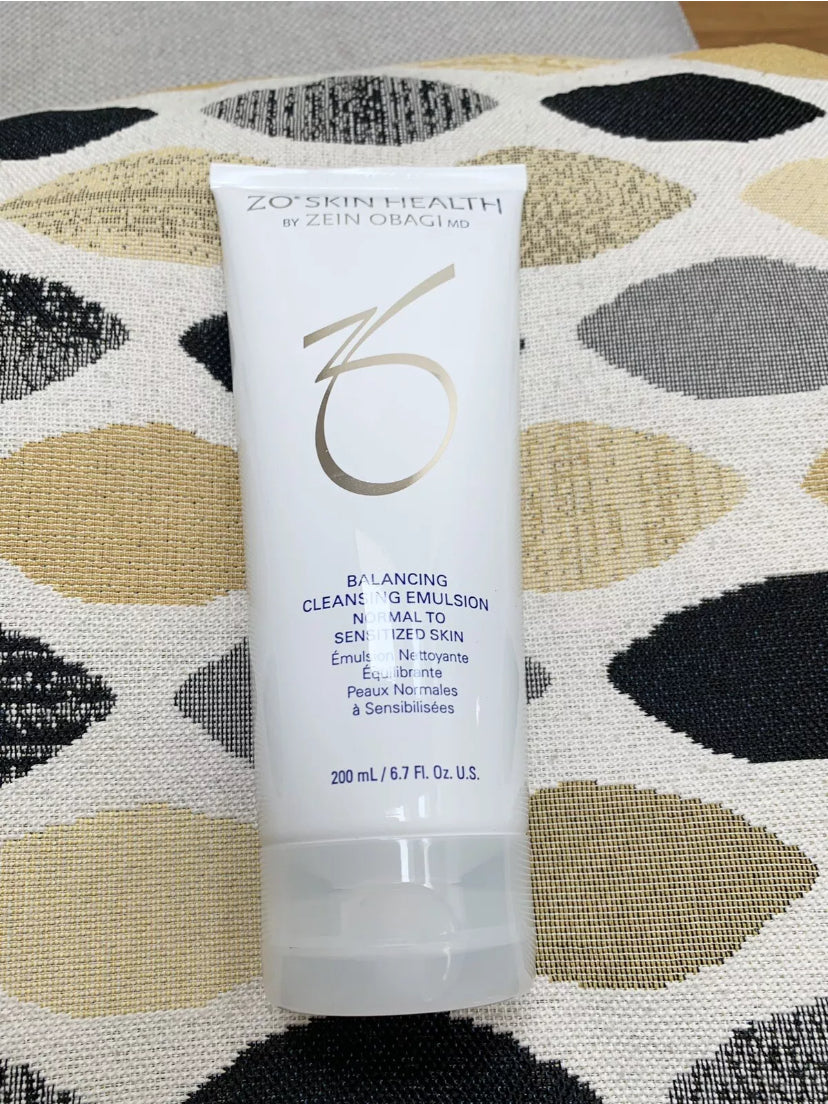 ZO® SKIN HEALTH
BY ZEIN OBAGI MD
BALANCING
CLEANSING EMULSION
NORMAL TO
SENSITIZED SKIN
Émulsion Nettoyante
Équilibrante
Peaux Normales
à Sensibilisées
200 mL / 6.7 Fl. Oz. U.S.